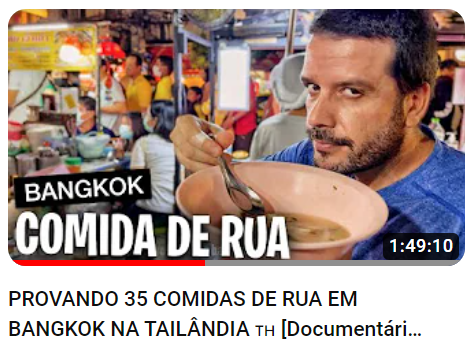 BANGKOK
COMIDA DE RUA
1:49:10
PROVANDO 35 COMIDAS DE RUA EM
BANGKOK NA TAILÂNDIA TH [Documentári...